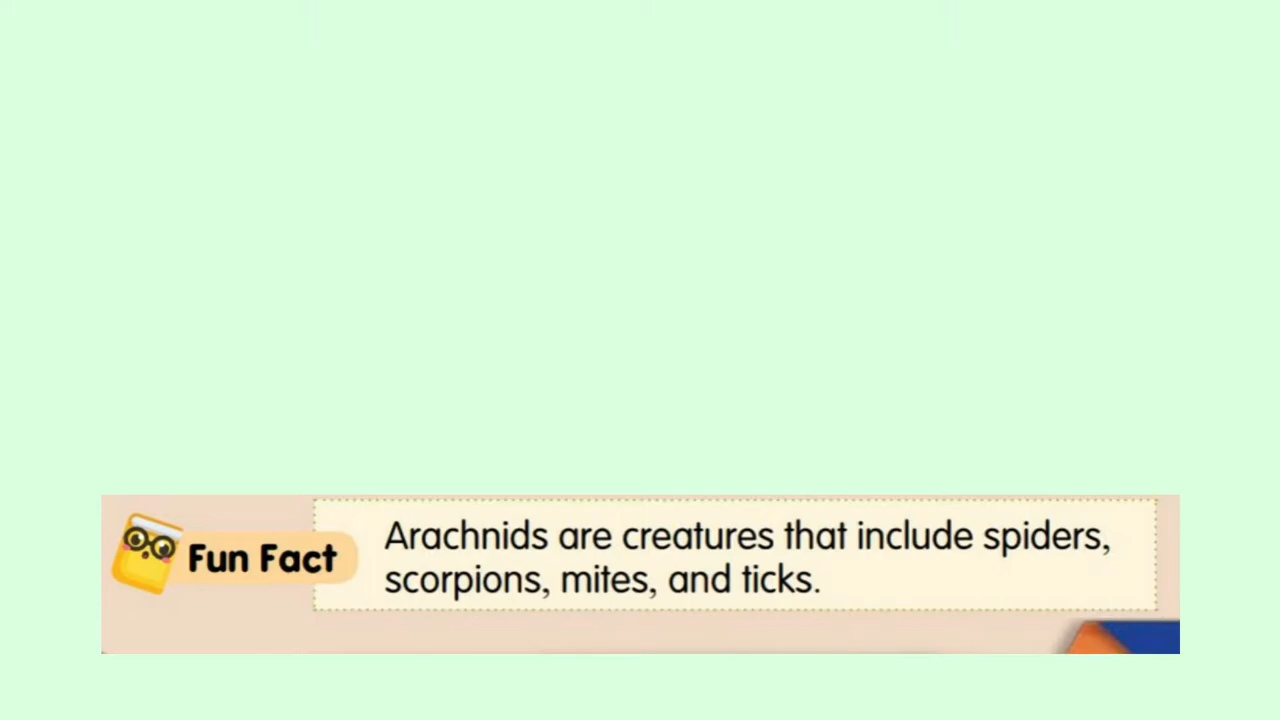 Fun Fact
Arachnids are creatures that include spiders,
scorpions, mites, and ticks.